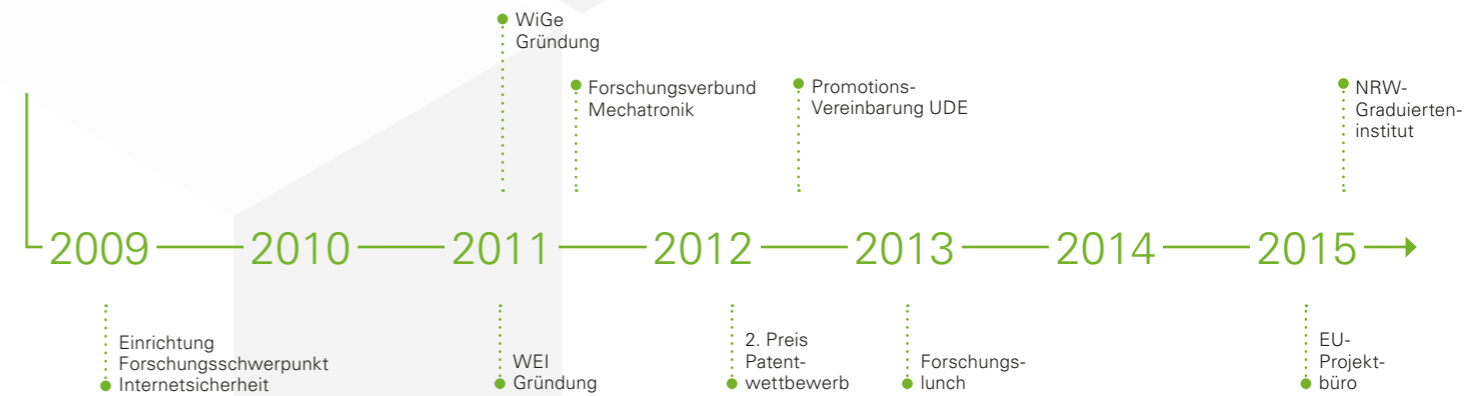 WiGe
Gründung
Forschungsverbund
Mechatronik
Promotions-
Vereinbarung UDE
NRW-
Graduierten-
institut
2009 2010 2011 2012 2013 2014 2015
Einrichtung
Forschungsschwerpunkt
Internetsicherheit
WEI
Gründung
2. Preis
Patent-
wettbewerb
Forschungs-
lunch
EU-
Projekt-
büro